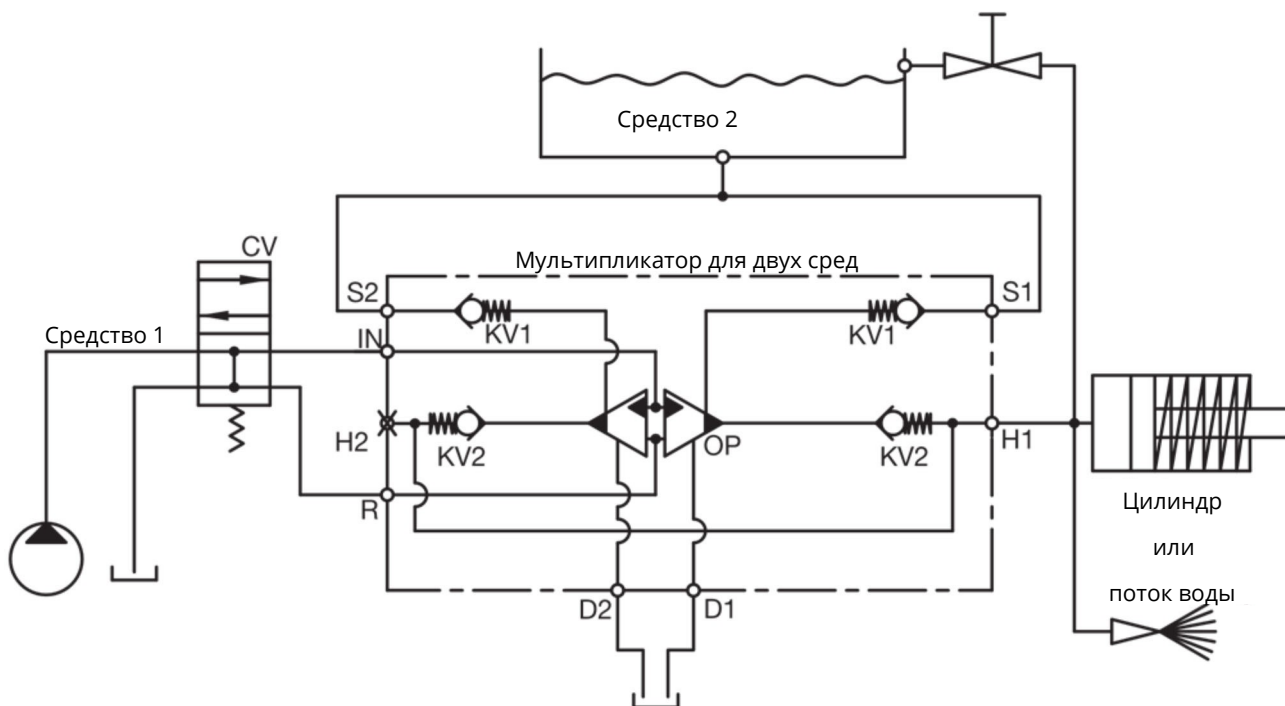 Средство 2
CV
Мультипликатор для двух сред
S2
S1
KV1
KV1
Средство 1
IN
H2
KV2
OP
KV2
H1
R
Цилиндр
или
поток воды
D2
D1